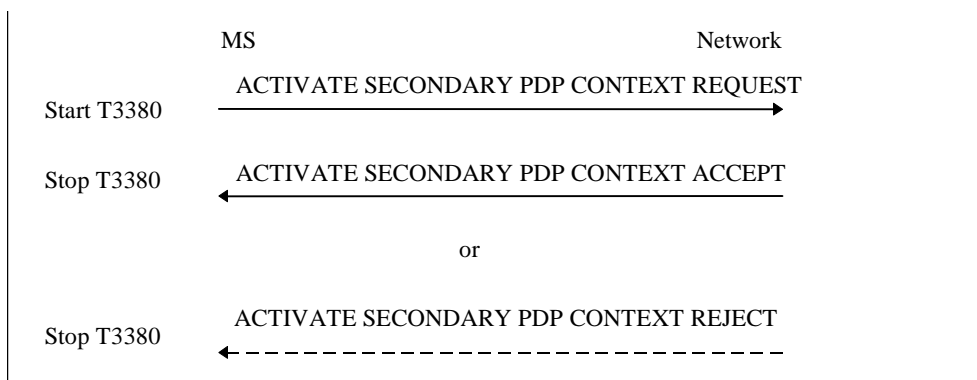 MS Network
ACTIVATE SECONDARY PDP CONTEXT REQUEST
Start T3380
ACTIVATE SECONDARY PDP CONTEXT ACCEPT
Stop T3380
or
ACTIVATE SECONDARY PDP CONTEXT REJECT
Stop T3380